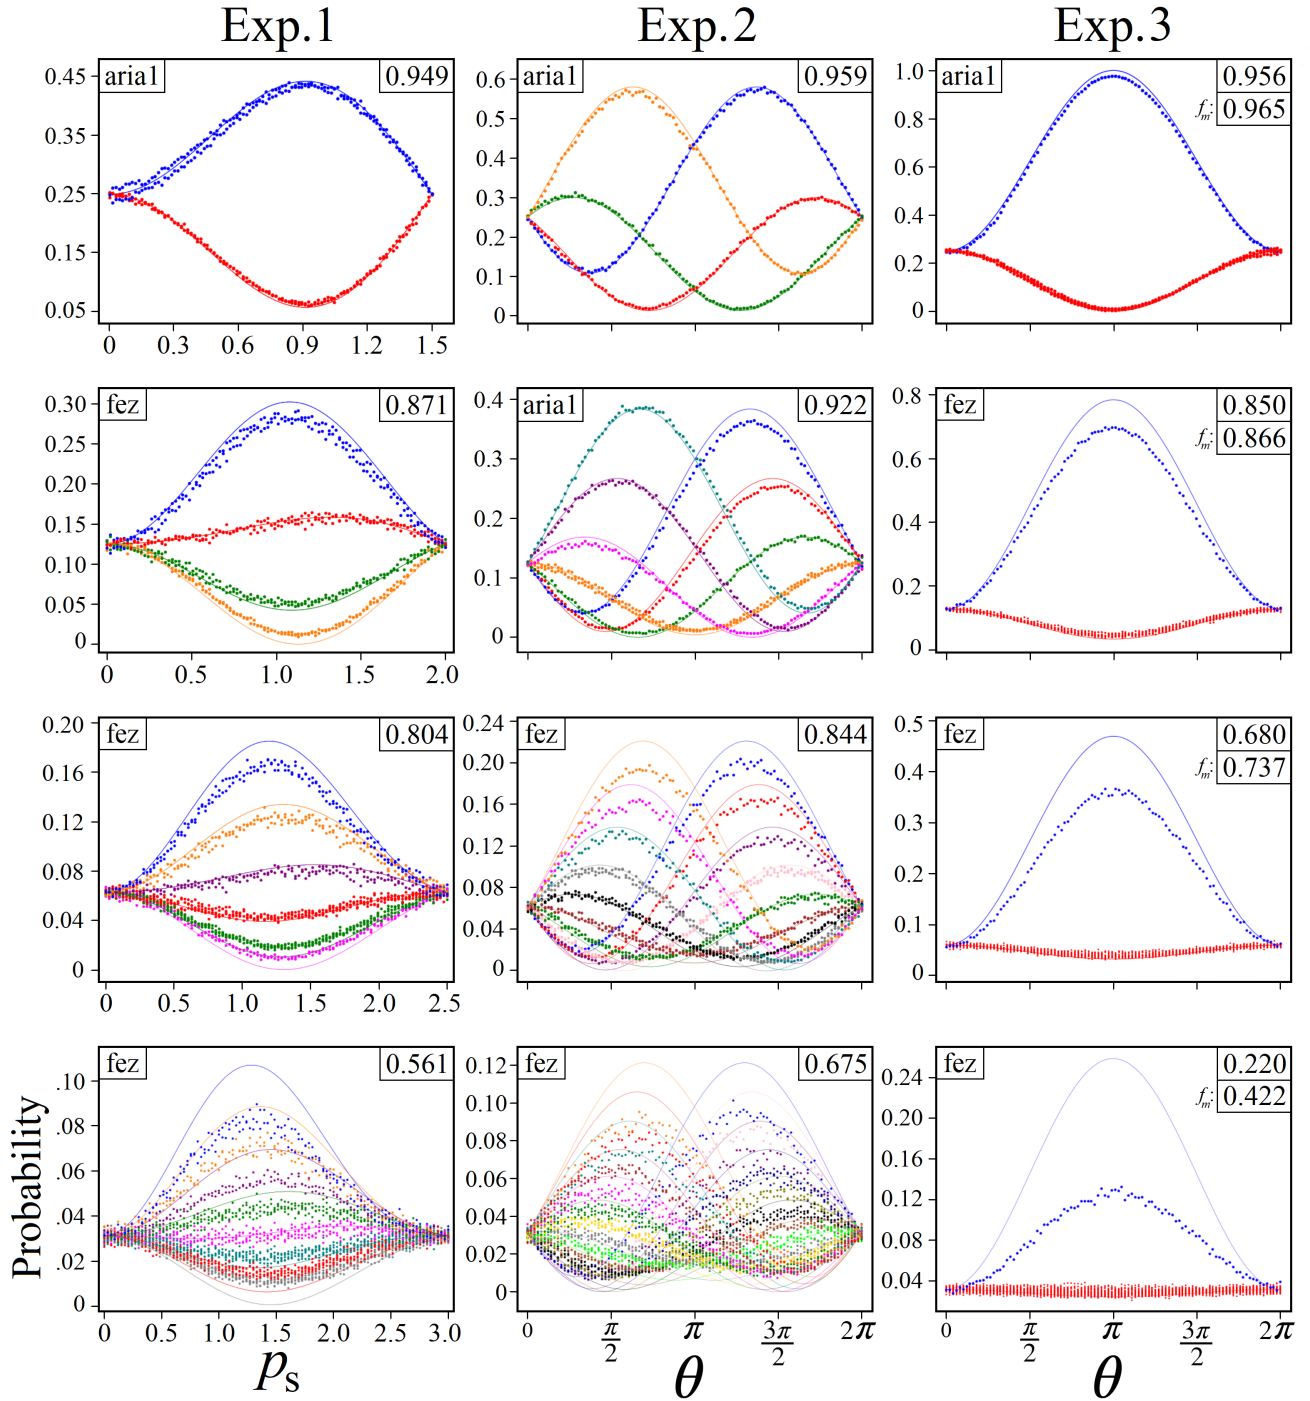 Exp.1 Exp.2 Exp.3
aria1 0.949
0.45
0.35
0.25
0.15
0.05
0 0.3 0.6 0.9 1.2 1.5
aria1 0.959
0.6
0.5
0.4
0.3
0.2
0.1
0
aria1 0.956
fm: 0.965
1.0
0.8
0.6
0.4
0.2
0
fez 0.871
0.30
0.25
0.20
0.15
0.10
0.05
0
0 0.5 1.0 1.5 2.0
aria1 0.922
0.4
0.3
0.2
0.1
0
fez 0.850
fm: 0.866
0.8
0.6
0.4
0.2
0
fez 0.804
0.20
0.16
0.12
0.08
0.04
0
0 0.5 1.0 1.5 2.0 2.5
fez 0.844
0.24
0.20
0.16
0.12
0.08
0.04
0
fez 0.680
fm: 0.737
0.5
0.4
0.3
0.2
0.1
0
fez 0.561
.10
.08
.06
.04
.02
0
0 0.5 1.0 1.5 2.0 2.5 3.0
Probability
ps
fez 0.675
0.12
0.10
0.08
0.06
0.04
0.02
0
0 π/2 π 3π/2 2π
θ
fez 0.220
fm: 0.422
0.24
0.20
0.16
0.12
0.08
0.04
0 π/2 π 3π/2 2π
θ